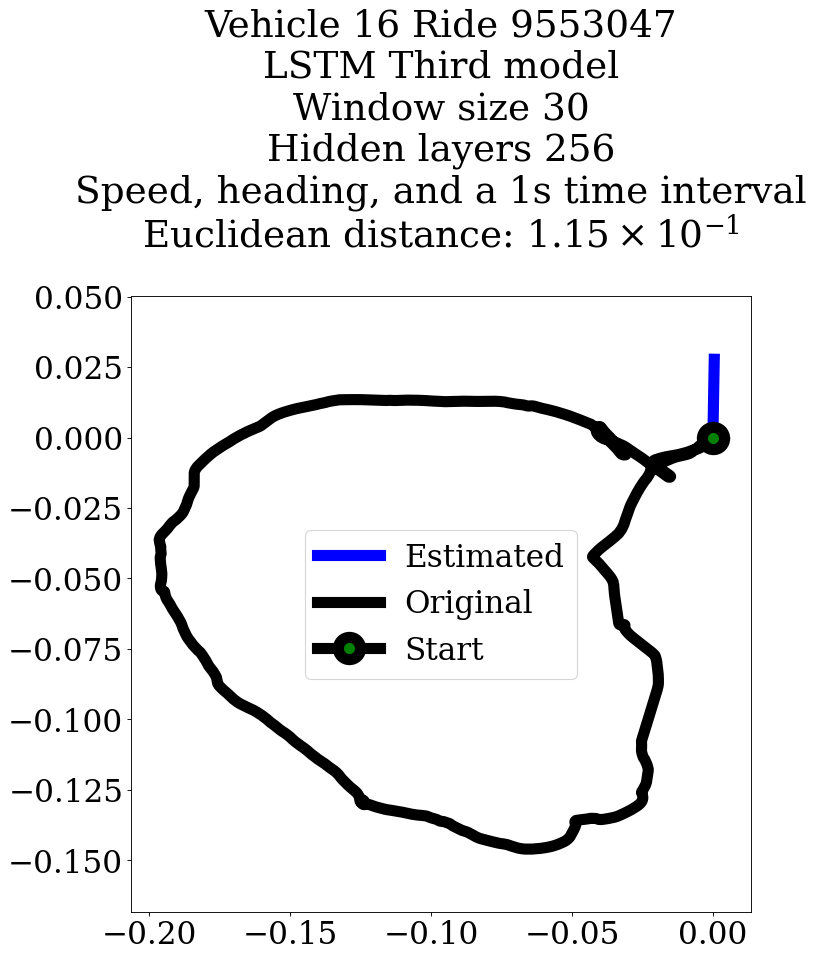 Vehicle 16 Ride 9553047
LSTM Third model
Window size 30
Hidden layers 256
Speed, heading, and a 1s time interval
Euclidean distance: 1.15 × 10⁻¹
0.050
0.025
0.000
−0.025
−0.050
−0.075
−0.100
−0.125
−0.150
Estimated
Original
Start
−0.20 −0.15 −0.10 −0.05 0.00